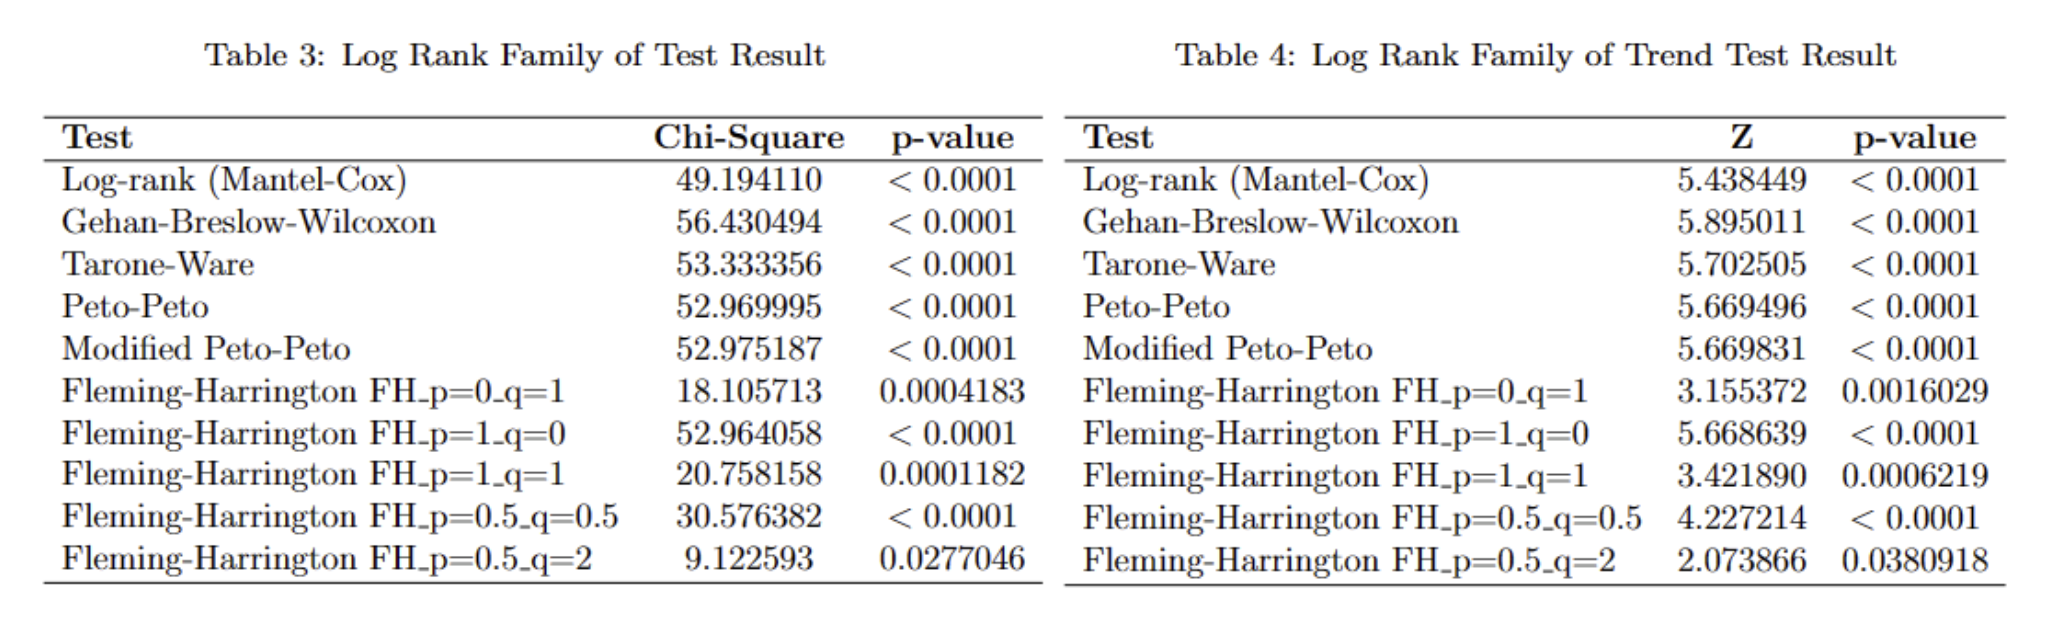 Table 3: Log Rank Family of Test Result
Test Chi-Square p-value
Log-rank (Mantel-Cox) 49.194110 < 0.0001
Gehan-Breslow-Wilcoxon 56.430494 < 0.0001
Tarone-Ware 53.333356 < 0.0001
Peto-Peto 52.969995 < 0.0001
Modified Peto-Peto 52.975187 < 0.0001
Fleming-Harrington FH_p=0_q=1 18.105713 0.0004183
Fleming-Harrington FH_p=1_q=0 52.964058 < 0.0001
Fleming-Harrington FH_p=1_q=1 20.758158 0.0001182
Fleming-Harrington FH_p=0.5_q=0.5 30.576382 < 0.0001
Fleming-Harrington FH_p=0.5_q=2 9.122593 0.0277046
Table 4: Log Rank Family of Trend Test Result
Test Z p-value
Log-rank (Mantel-Cox) 5.438449 < 0.0001
Gehan-Breslow-Wilcoxon 5.895011 < 0.0001
Tarone-Ware 5.702505 < 0.0001
Peto-Peto 5.669496 < 0.0001
Modified Peto-Peto 5.669831 < 0.0001
Fleming-Harrington FH_p=0_q=1 3.155372 0.0016029
Fleming-Harrington FH_p=1_q=0 5.668639 < 0.0001
Fleming-Harrington FH_p=1_q=1 3.421890 0.0006219
Fleming-Harrington FH_p=0.5_q=0.5 4.227214 < 0.0001
Fleming-Harrington FH_p=0.5_q=2 2.073866 0.0380918